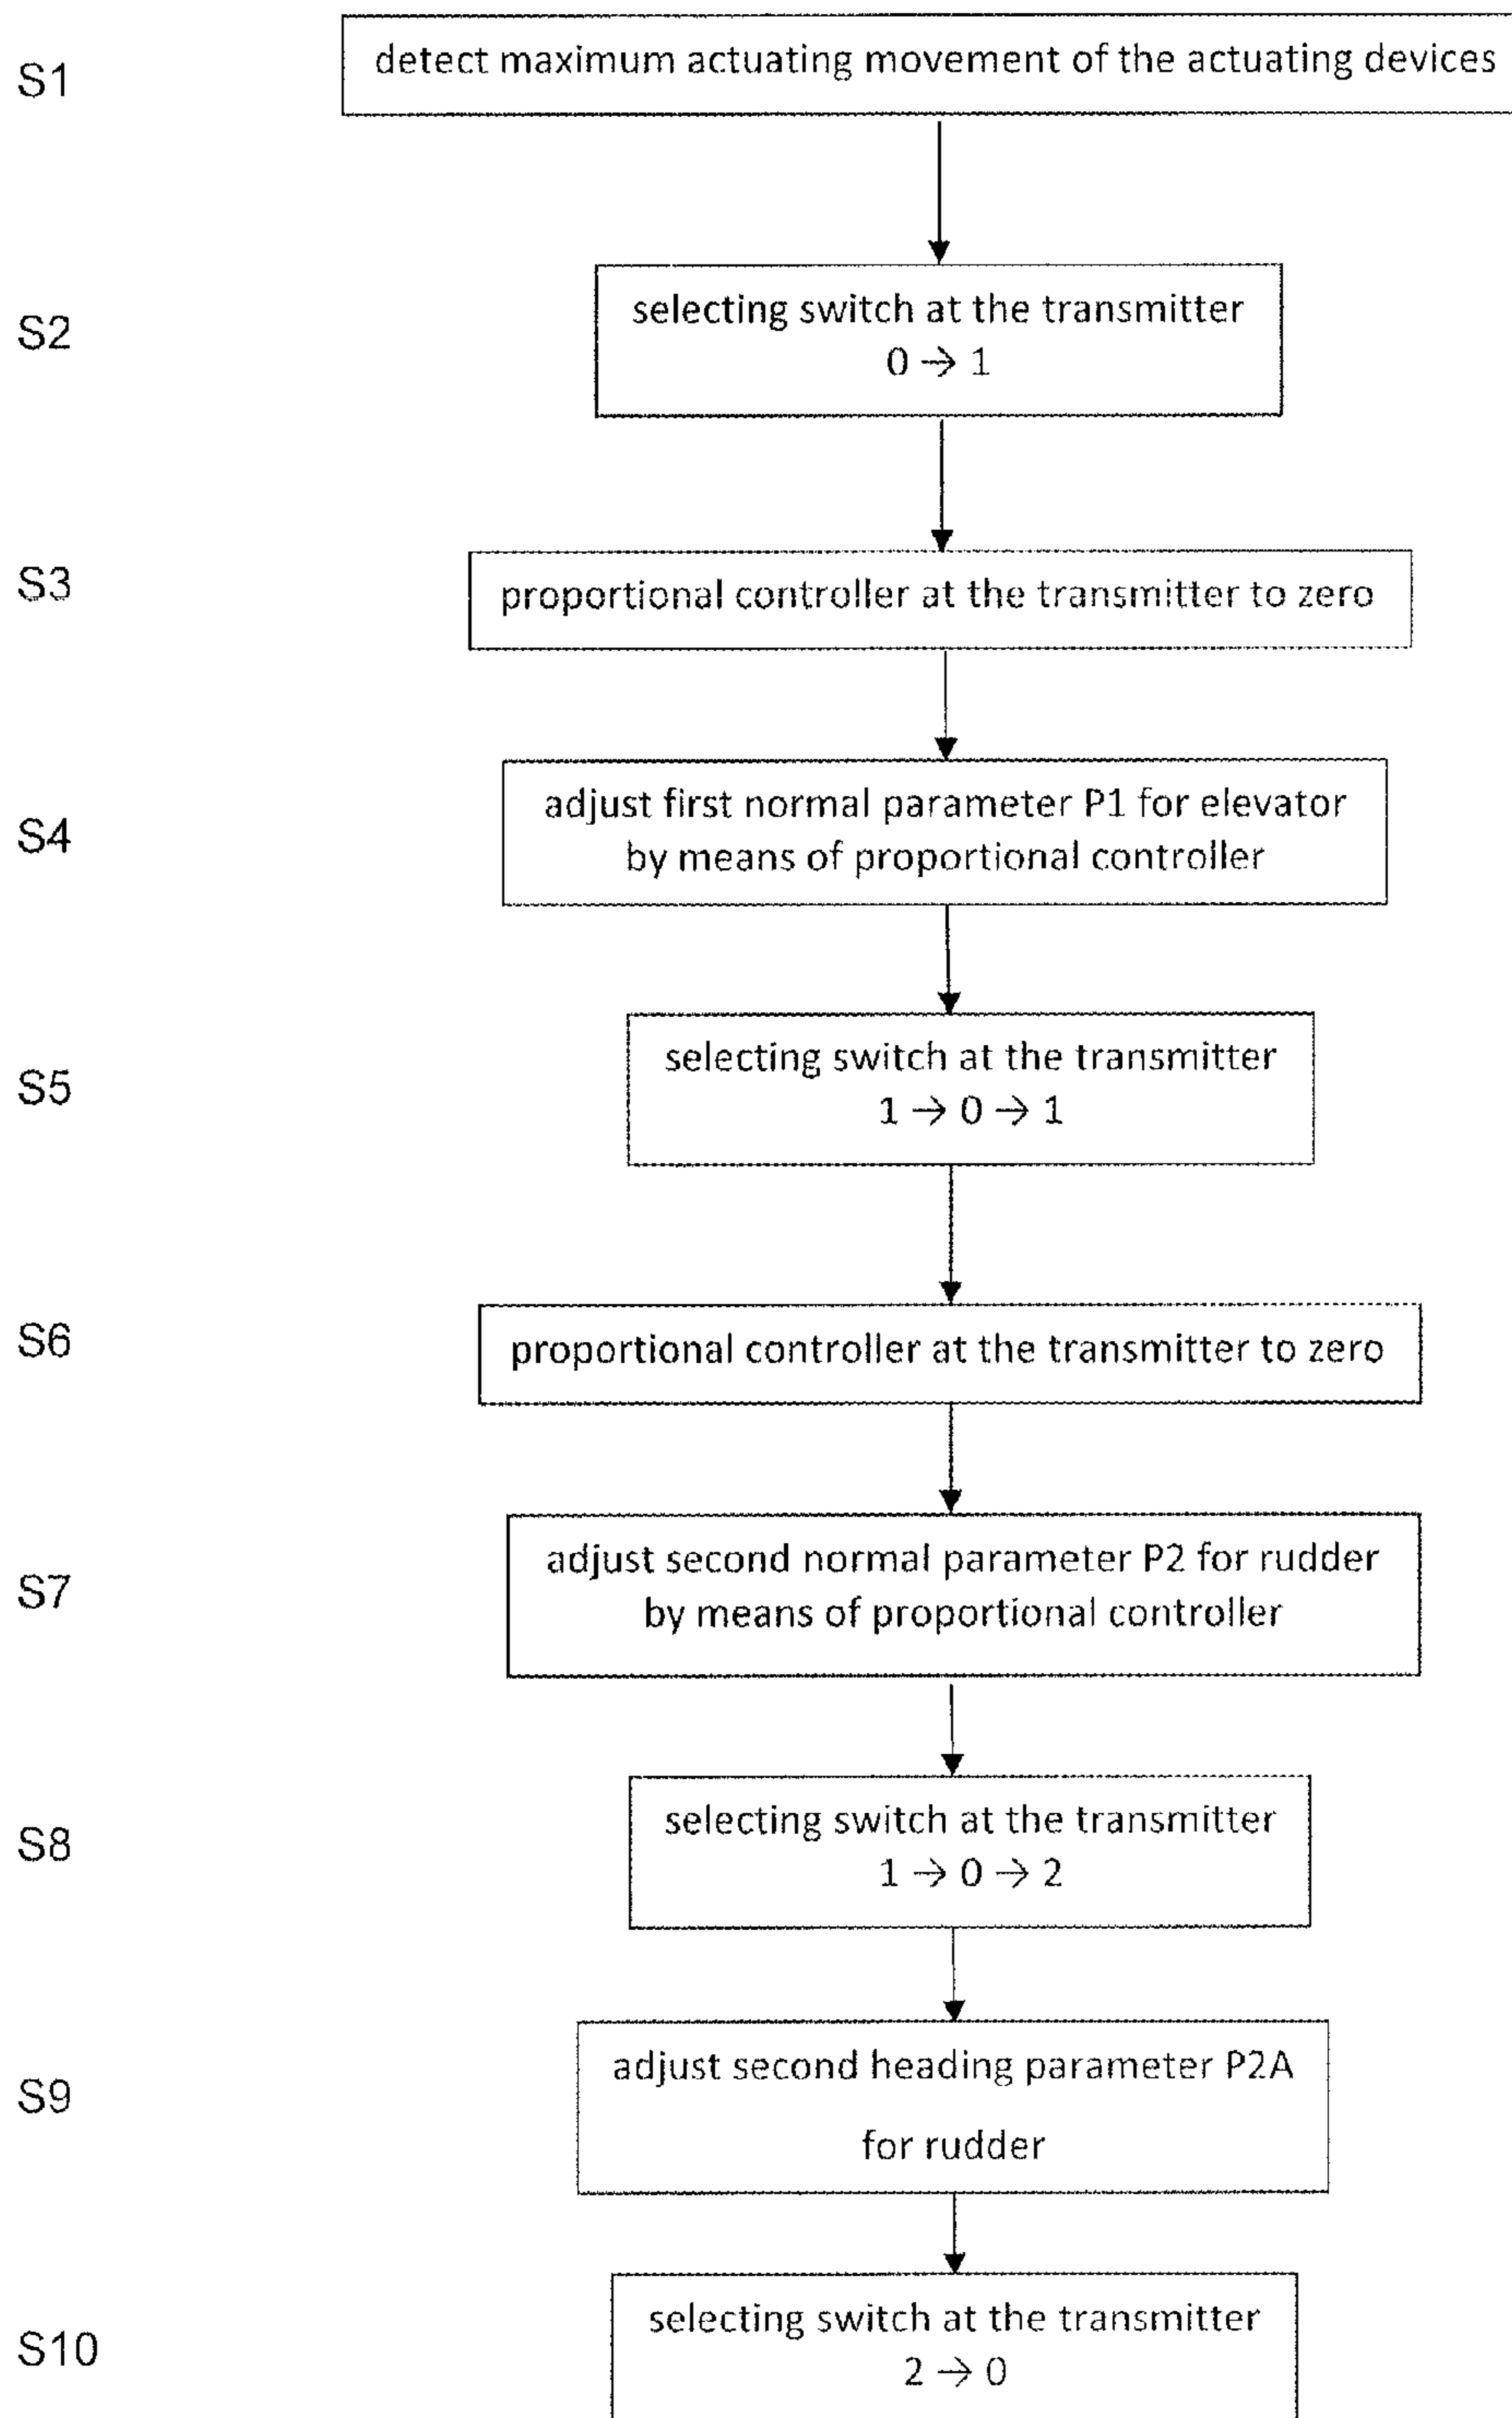 S1
detect maximum actuating movement of the actuating devices
S2
selecting switch at the transmitter
0 → 1
S3
proportional controller at the transmitter to zero
S4
adjust first normal parameter P1 for elevator
by means of proportional controller
S5
selecting switch at the transmitter
1 → 0 → 1
S6
proportional controller at the transmitter to zero
S7
adjust second normal parameter P2 for rudder
by means of proportional controller
S8
selecting switch at the transmitter
1 → 0 → 2
S9
adjust second heading parameter P2A
for rudder
S10
selecting switch at the transmitter
2 → 0